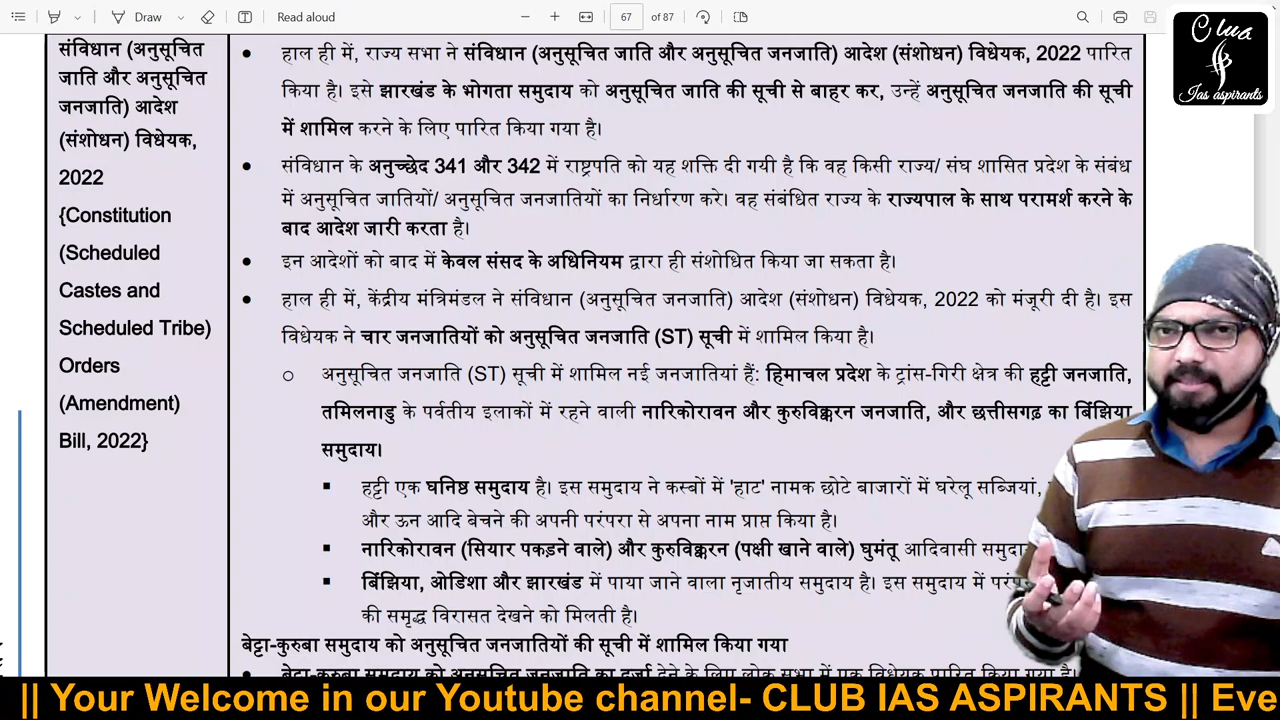 Draw
Read aloud
67 of 87
Clua
Ias aspirants
संविधान (अनुसूचित
जाति और अनुसूचित
जनजाति) आदेश
(संशोधन) विधेयक,
2022
{Constitution
(Scheduled
Castes and
Scheduled Tribe)
Orders
(Amendment)
Bill, 2022}
• हाल ही में, राज्य सभा ने संविधान (अनुसूचित जाति और अनुसूचित जनजाति) आदेश (संशोधन) विधेयक, 2022 पारित
किया है। इसे झारखंड के भोगता समुदाय को अनुसूचित जाति की सूची से बाहर कर, उन्हें अनुसूचित जनजाति की सूची
में शामिल करने के लिए पारित किया गया है।
• संविधान के अनुच्छेद 341 और 342 में राष्ट्रपति को यह शक्ति दी गयी है कि वह किसी राज्य/ संघ शासित प्रदेश के संबंध
में अनुसूचित जातियों/ अनुसूचित जनजातियों का निर्धारण करे। वह संबंधित राज्य के राज्यपाल के साथ परामर्श करने के
बाद आदेश जारी करता है।
• इन आदेशों को बाद में केवल संसद के अधिनियम द्वारा ही संशोधित किया जा सकता है।
• हाल ही में, केंद्रीय मंत्रिमंडल ने संविधान (अनुसूचित जनजाति) आदेश (संशोधन) विधेयक, 2022 को मंजूरी दी है। इस
विधेयक ने चार जनजातियों को अनुसूचित जनजाति (ST) सूची में शामिल किया है।
o अनुसूचित जनजाति (ST) सूची में शामिल नई जनजातियां हैं: हिमाचल प्रदेश के ट्रांस-गिरी क्षेत्र की हट्टी जनजाति,
तमिलनाडु के पर्वतीय इलाकों में रहने वाली नारिकोरावन और कुरुविक्करन जनजाति, और छत्तीसगढ़ का बिंझिया
समुदाय।
▪ हट्टी एक घनिष्ठ समुदाय है। इस समुदाय ने कस्बों में 'हाट' नामक छोटे बाजारों में घरेलू सब्जियां,
और ऊन आदि बेचने की अपनी परंपरा से अपना नाम प्राप्त किया है।
▪ नारिकोरावन (सियार पकड़ने वाले) और कुरुविक्करन (पक्षी खाने वाले) घुमंतू आदिवासी
▪ बिंझिया, ओडिशा और झारखंड में पाया जाने वाला नृजातीय समुदाय है। इस समुदाय में
की समृद्ध विरासत देखने को मिलती है।
बेट्टा-कुरुबा समुदाय को अनुसूचित जनजातियों की सूची में शामिल किया गया
• बेट्टा-कुरुबा समुदाय को अनुसूचित जनजाति का दर्जा देने के लिए लोक सभा में एक विधेयक पारित किया गया है।
|| Your Welcome in our Youtube channel- CLUB IAS ASPIRANTS || Eve